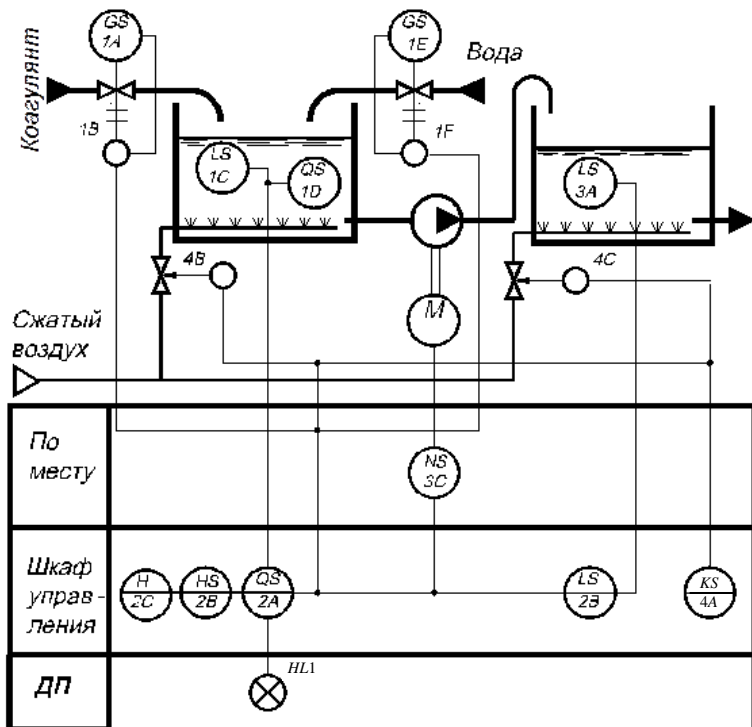 GS
1A
GS
1E
Коагулянт
Вода
1B
1F
LS
1C
QS
1D
LS
3A
4B
4C
M
Сжатый
воздух
По
месту
NS
3C
Шкаф
управ-
ления
H
2C
HS
2B
QS
2A
LS
2B
KS
4A
ДП
HL1